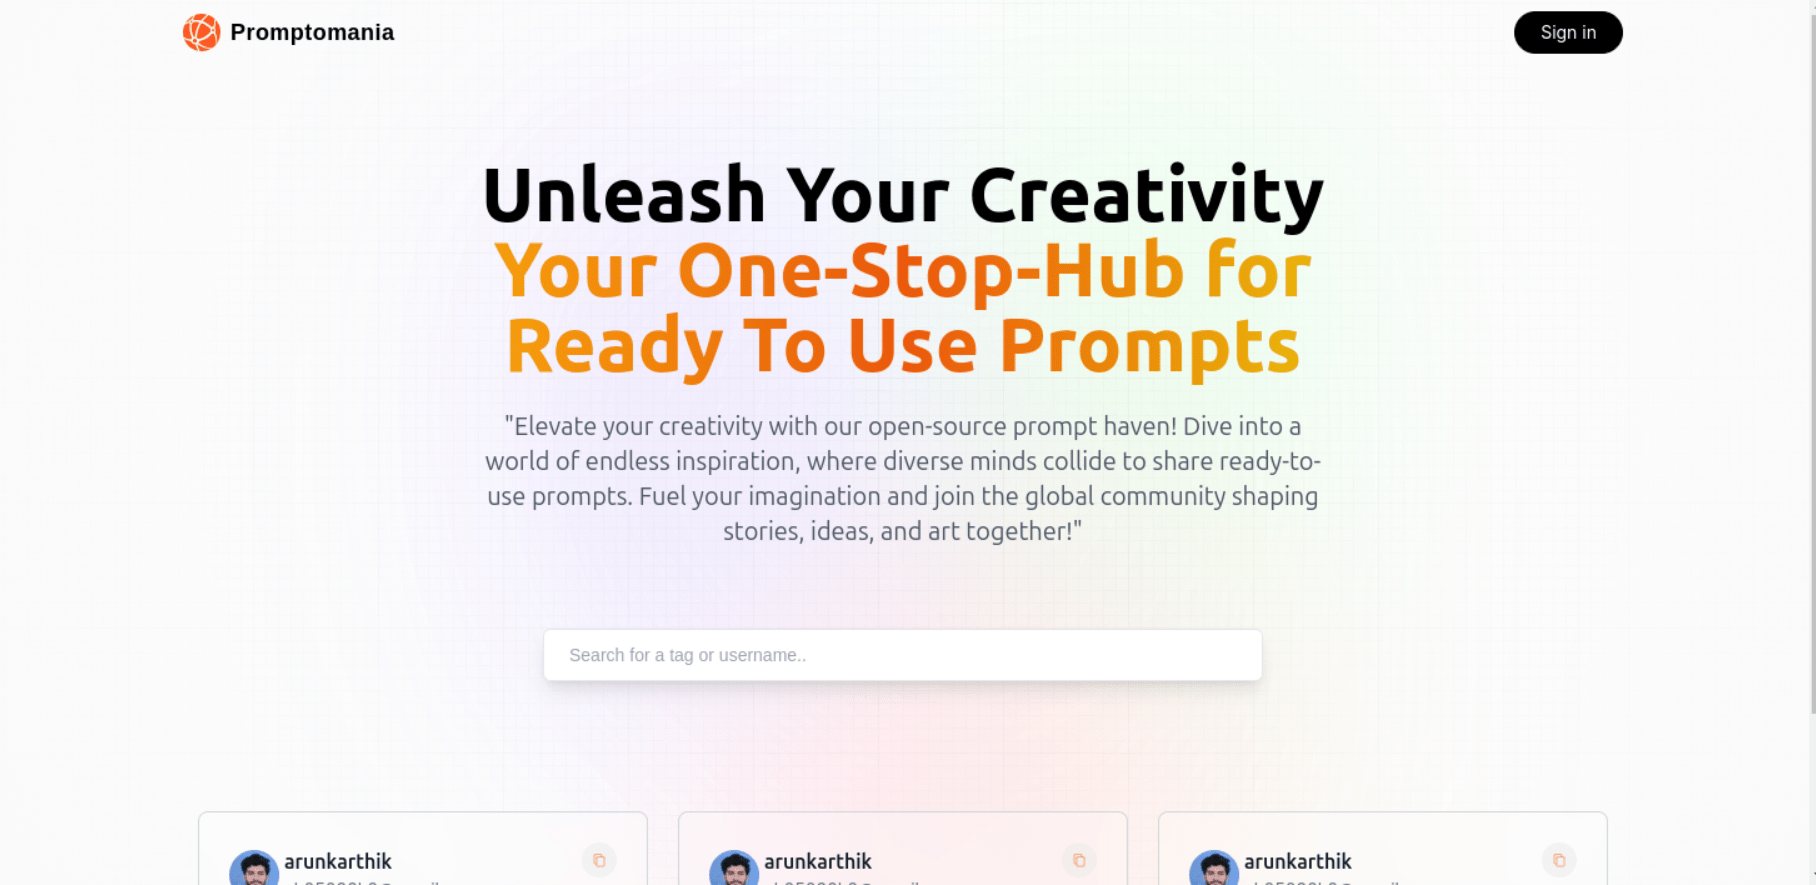 Promptomania
Sign in
Unleash Your Creativity
Your One-Stop-Hub for
Ready To Use Prompts
"Elevate your creativity with our open-source prompt haven! Dive into a
world of endless inspiration, where diverse minds collide to share ready-to-
use prompts. Fuel your imagination and join the global community shaping
stories, ideas, and art together!"
Search for a tag or username..
arunkarthik
arunkarthik
arunkarthik